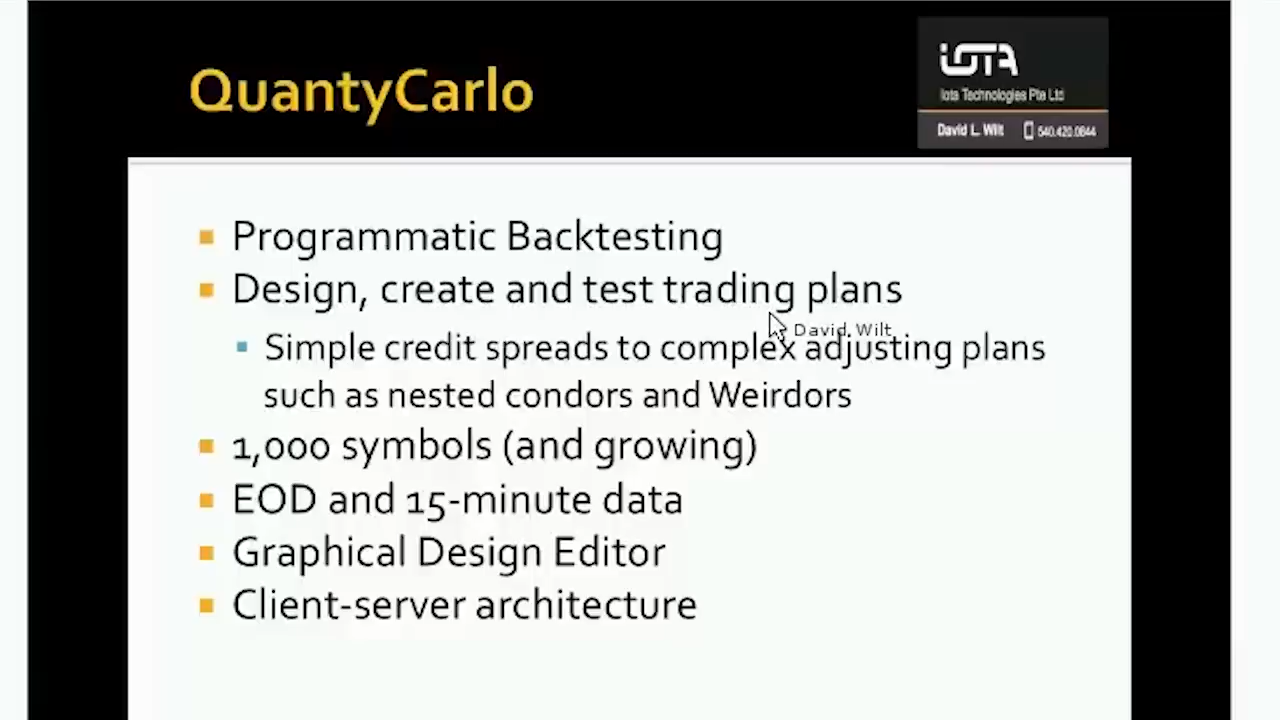 QuantyCarlo
iOTA
Iota Technologies Pte Ltd
David L. Wilt 540.420.0844
Programmatic Backtesting
Design, create and test trading plans
David. Wilt
Simple credit spreads to complex adjusting plans
such as nested condors and Weirdors
1,000 symbols (and growing)
EOD and 15-minute data
Graphical Design Editor
Client-server architecture